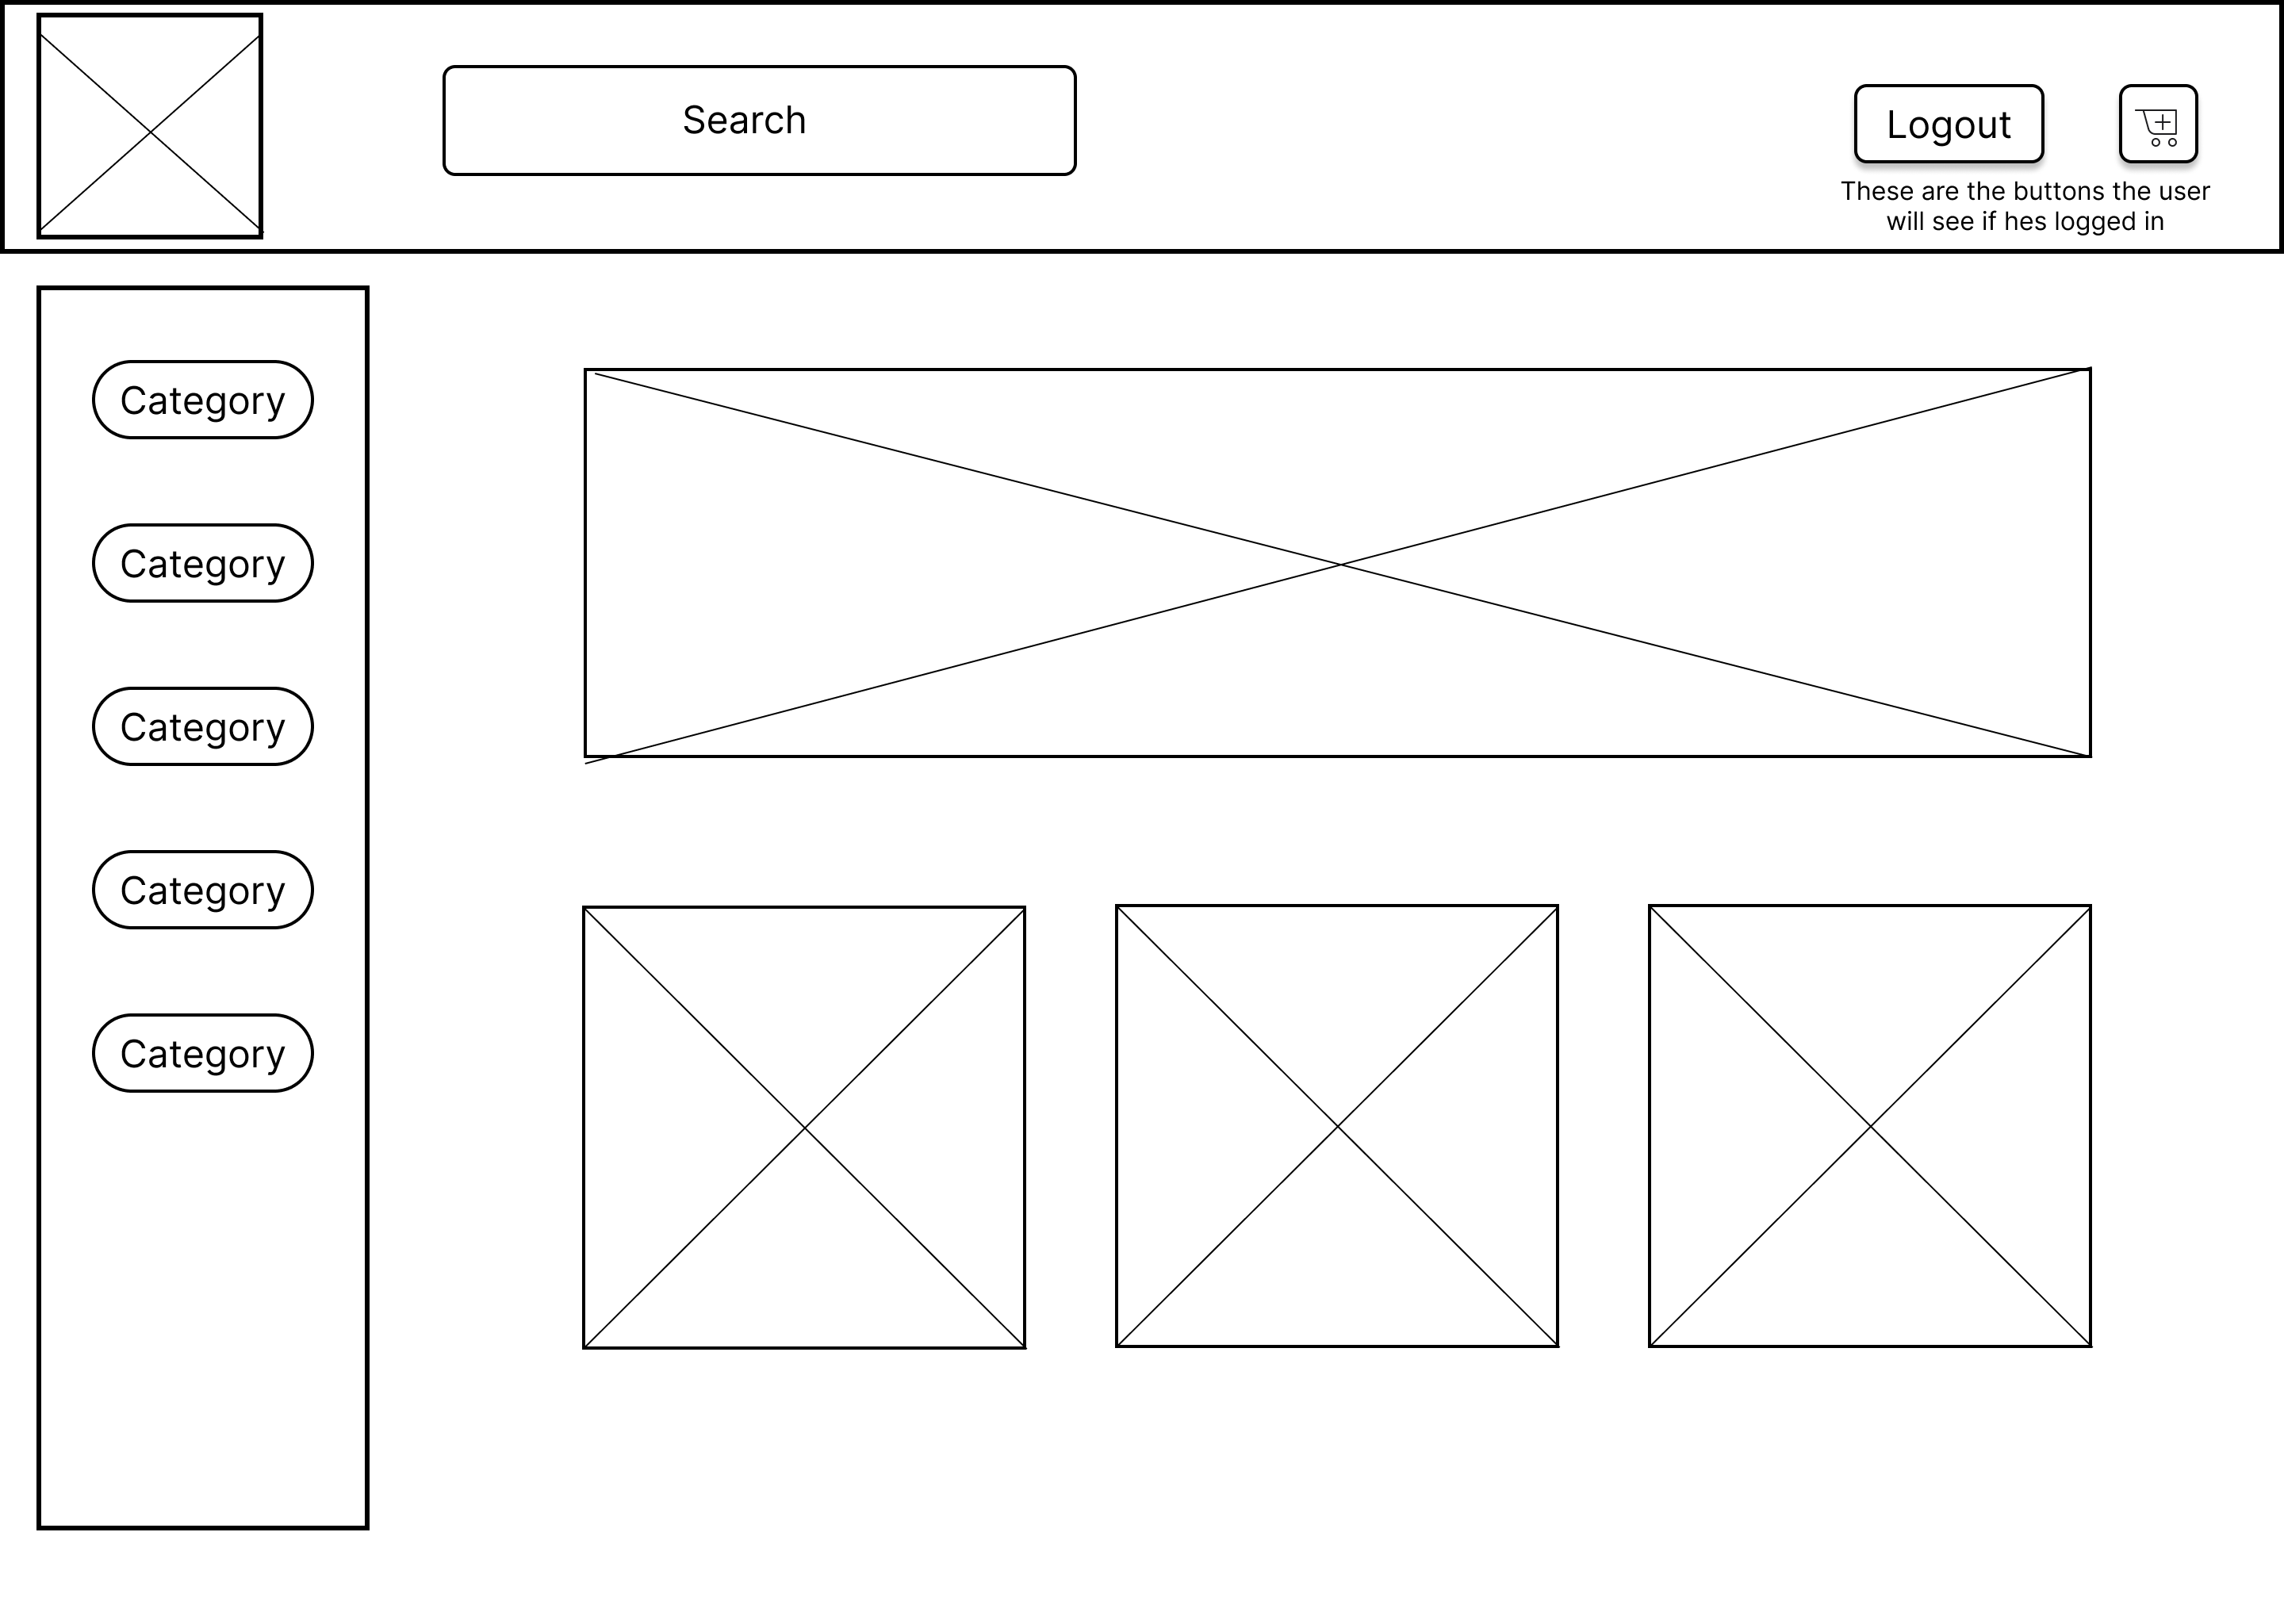 Search
Logout
These are the buttons the user
will see if hes logged in
Category
Category
Category
Category
Category